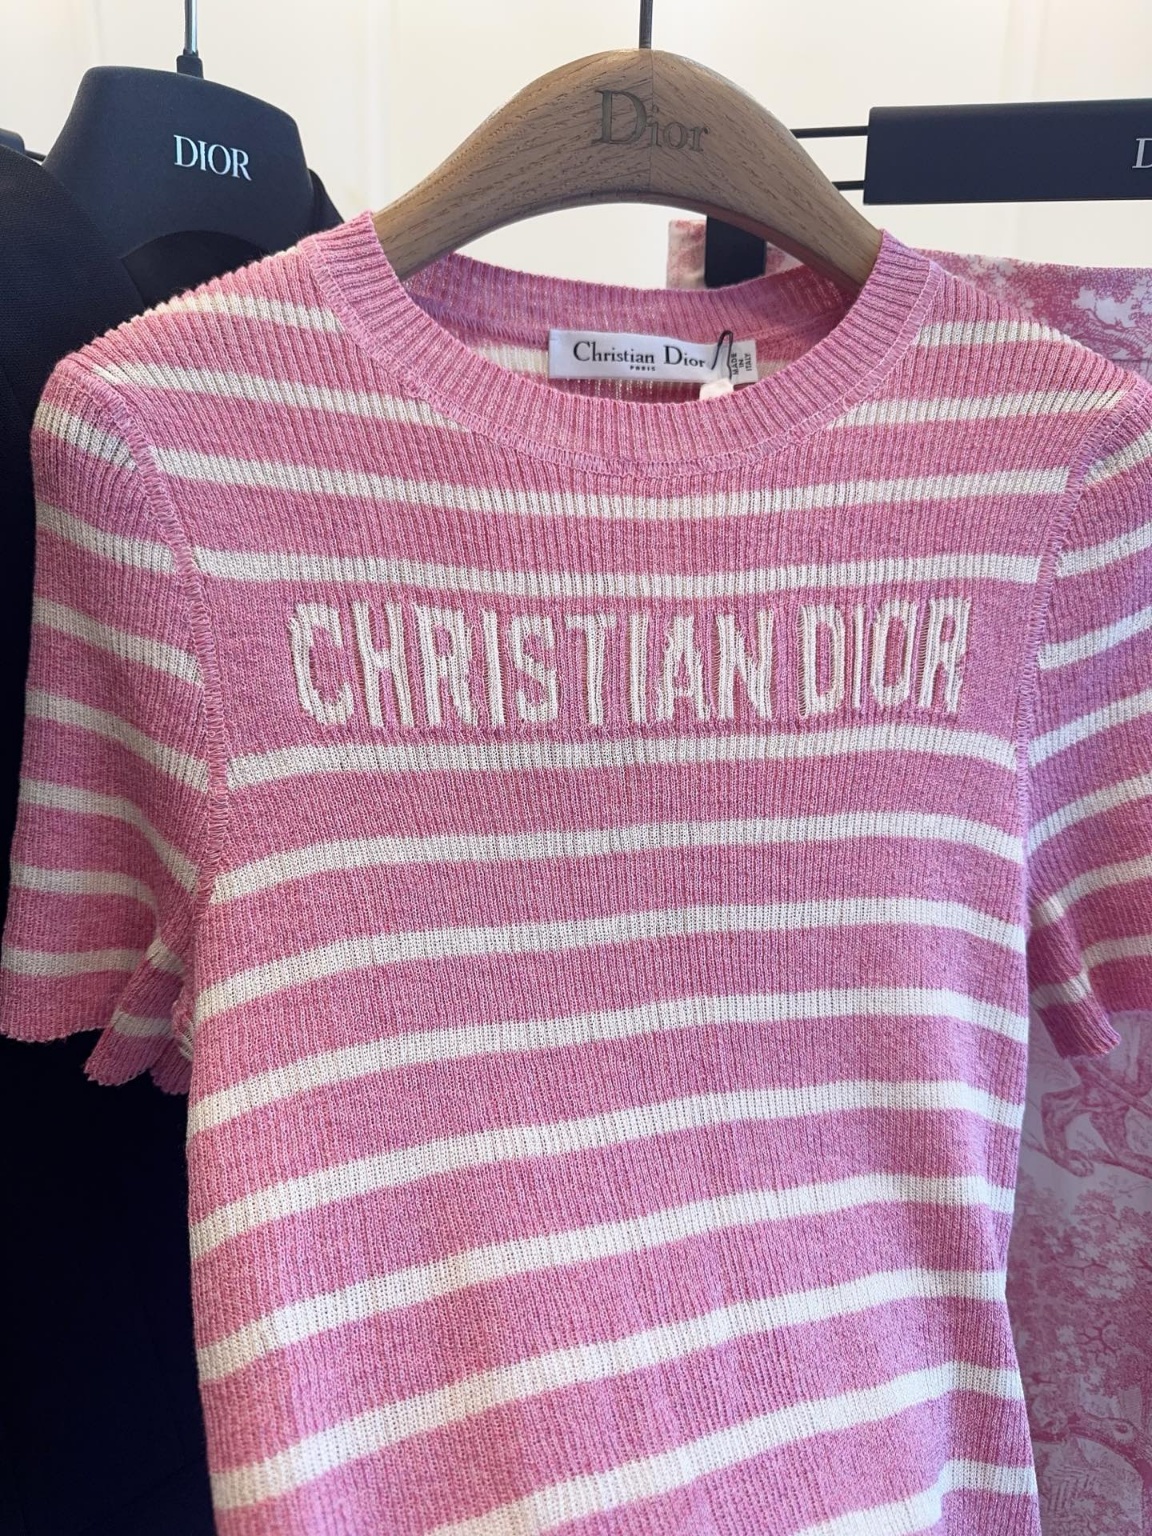 DIOR
Dior
D
Christian Dior
PARIS
MADE
IN
ITALY
CHRISTIAN DIOR